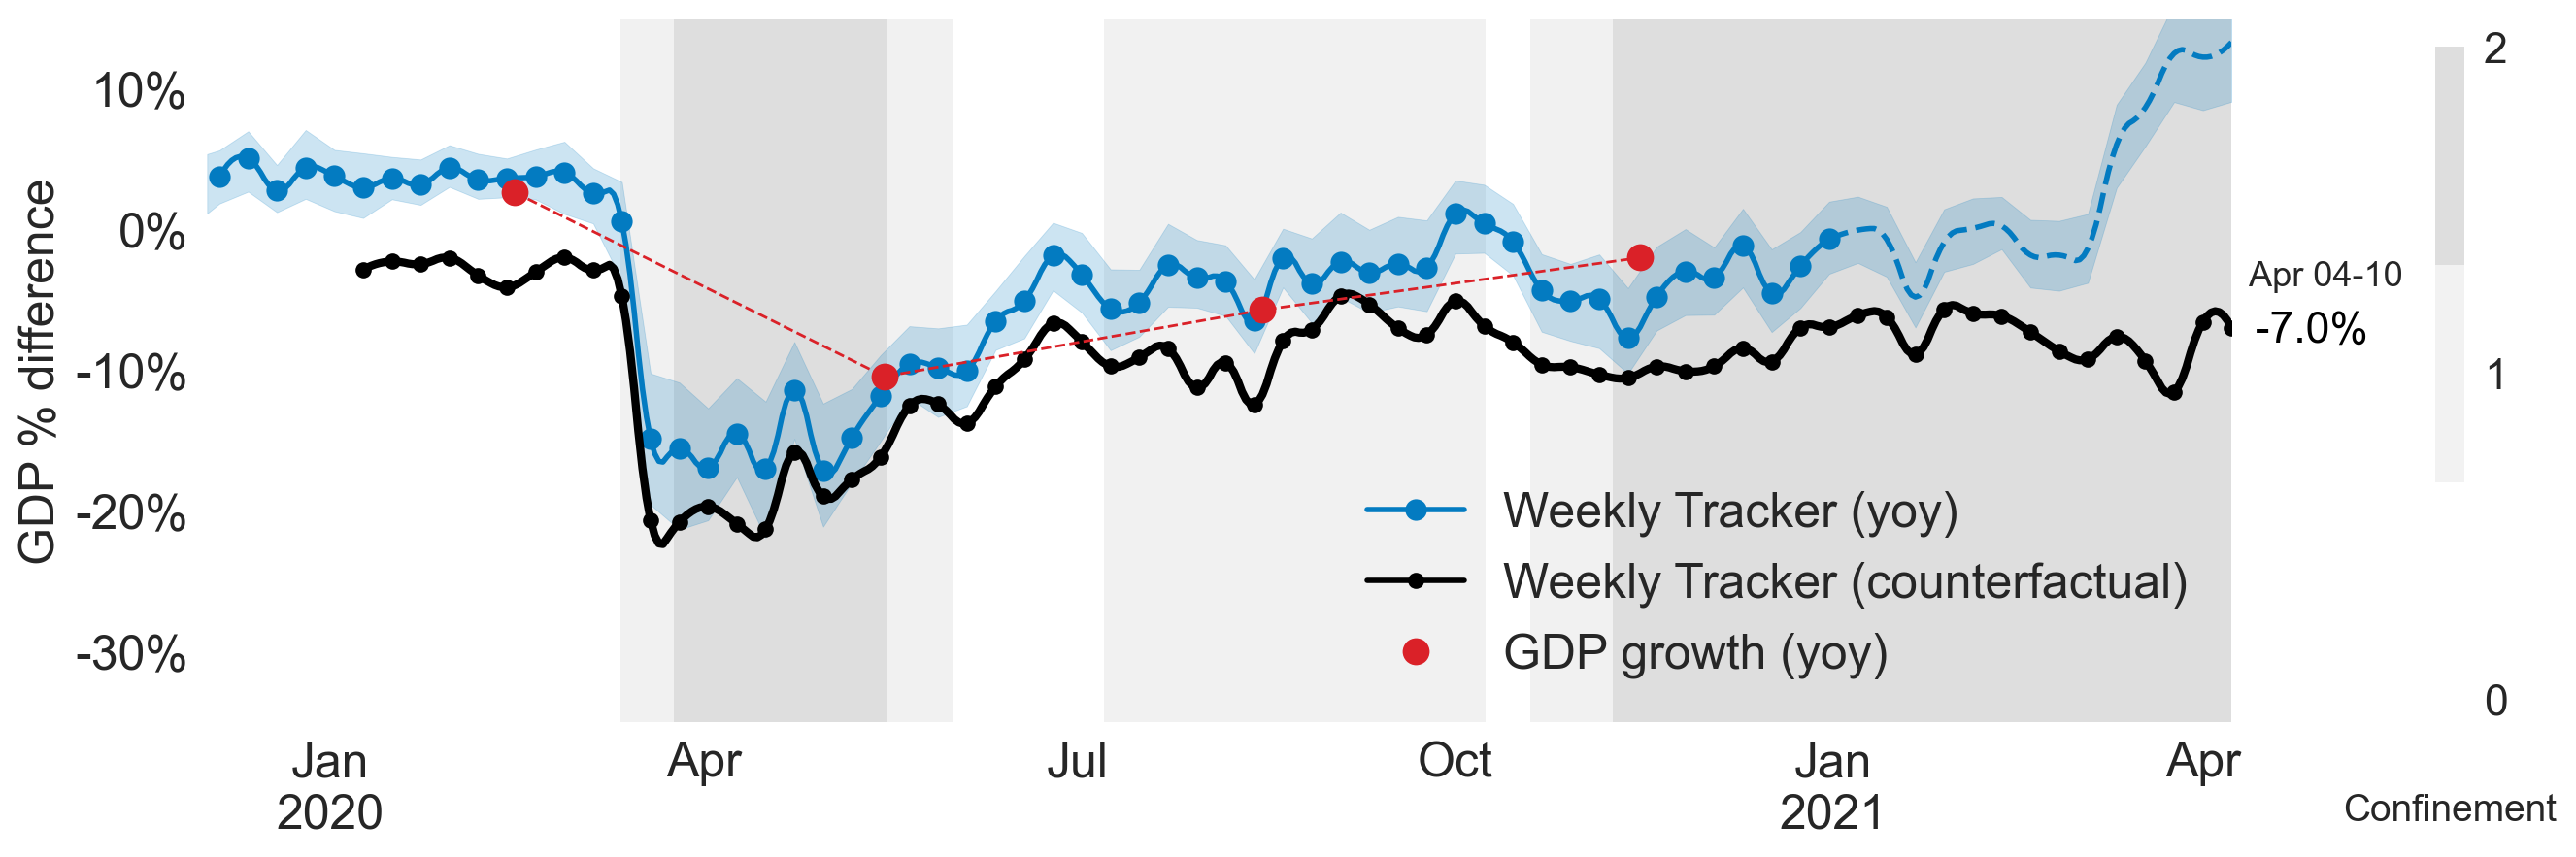 GDP % difference
10%
0%
-10%
-20%
-30%
Jan
2020
Apr
Jul
Oct
Jan
2021
Apr
Weekly Tracker (yoy)
Weekly Tracker (counterfactual)
GDP growth (yoy)
Apr 04-10
-7.0%
2
1
0
Confinement